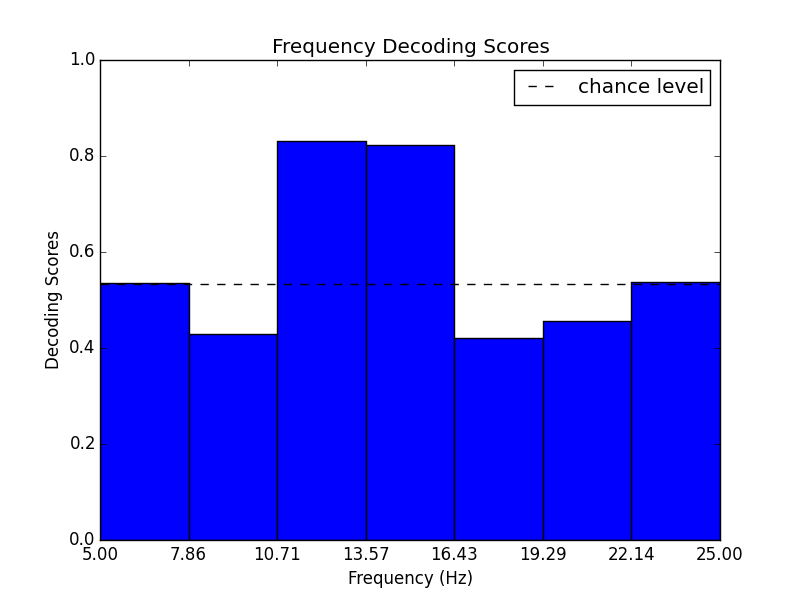 Frequency Decoding Scores
1.0
chance level
0.8
0.6
Decoding Scores
0.4
0.2
0.0
5.00 7.86 10.71 13.57 16.43 19.29 22.14 25.00
Frequency (Hz)